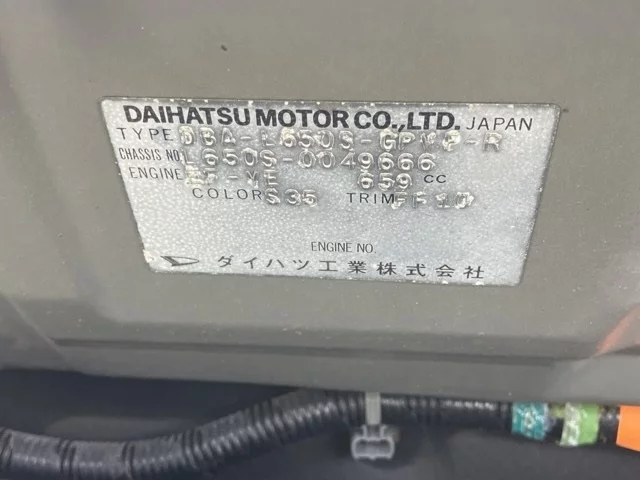 DAIHATSU MOTOR CO.,LTD. JAPAN
TYPE DBA-L650S-GPMF-R
CHASSIS NO. L650S-0049666
ENGINE EF-VE 659 CC
COLOR S35 TRIM FF10
ENGINE NO.
ダイハツ工業株式会社